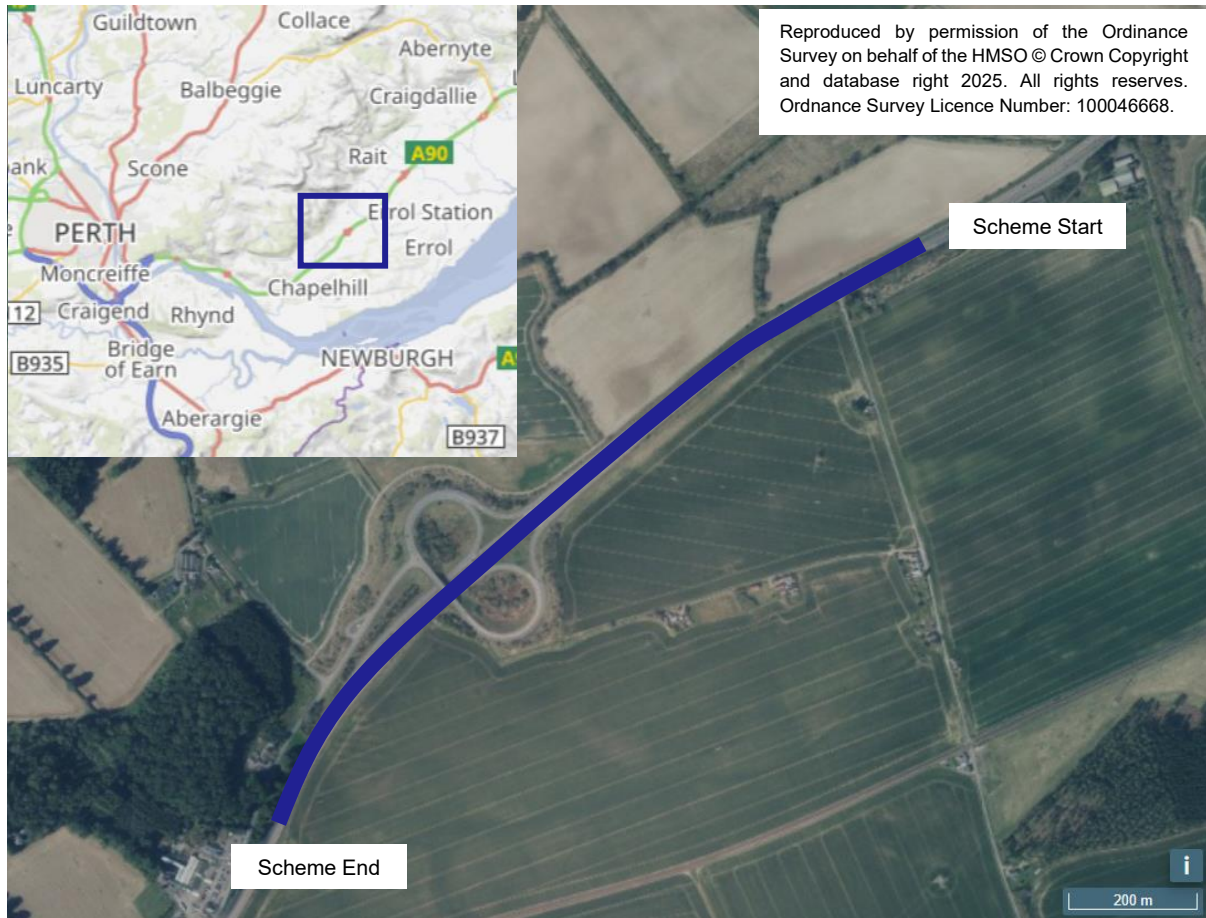 Guildtown
Collace
Abernyte
Luncarty
Balbeggie
Craigdallie
Rait
A90
Scone
Errol Station
PERTH
Errol
Moncreiffe
Chapelhill
Craigend
Rhynd
B935
Bridge
of Earn
NEWBURGH
Aberargie
B937
Reproduced by permission of the Ordinance
Survey on behalf of the HMSO © Crown Copyright
and database right 2025. All rights reserves.
Ordnance Survey Licence Number: 100046668.
Scheme Start
Scheme End
i
200 m